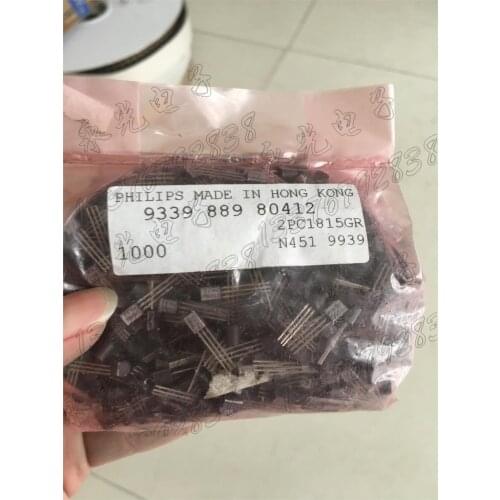 PHILIPS MADE IN HONG KONG
9339 889 80412
2PC1815GR
1000
N451 9939